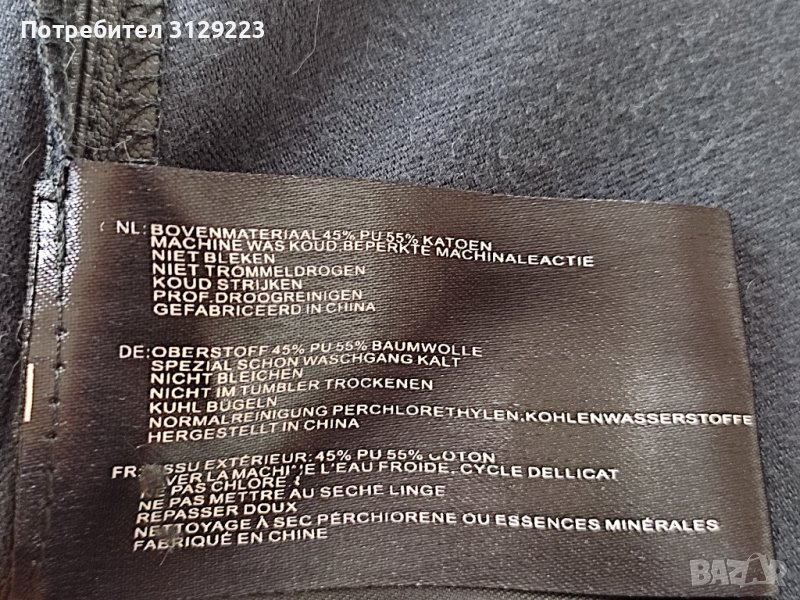 Потребител 3129223
NL: BOVENMATERIAAL 45% PU 55% KATOEN
MACHINE WAS KOUD.BEPERKTE MACHINALEACTIE
NIET BLEKEN
NIET TROMMELDROGEN
KOUD STRIJKEN
PROF.DROOGREINIGEN
GEFABRICEERD IN CHINA
DE:OBERSTOFF 45% PU 55% BAUMWOLLE
SPEZIAL SCHON WASCHGANG KALT
NICHT BLEICHEN
NICHT IM TUMBLER TROCKENEN
KUHL BÜGELN
NORMALREINIGUNG PERCHLORETHYLEN.KOHLENWASSERSTOFFE
HERGESTELLT IN CHINA
FR: EXTÉRIEUR: 45% PU 55% COTON
LA MACHINE L'EAU FROIDE, CYCLE DELLICAT
NE PAS CHLORE
NE PAS METTRE AU SECHE LINGE
REPASSER DOUX
NETTOYAGE À SEC PERCHIORENE OU ESSENCES MINÉRALES
FABRIQUÉ EN CHINE
BAZAR